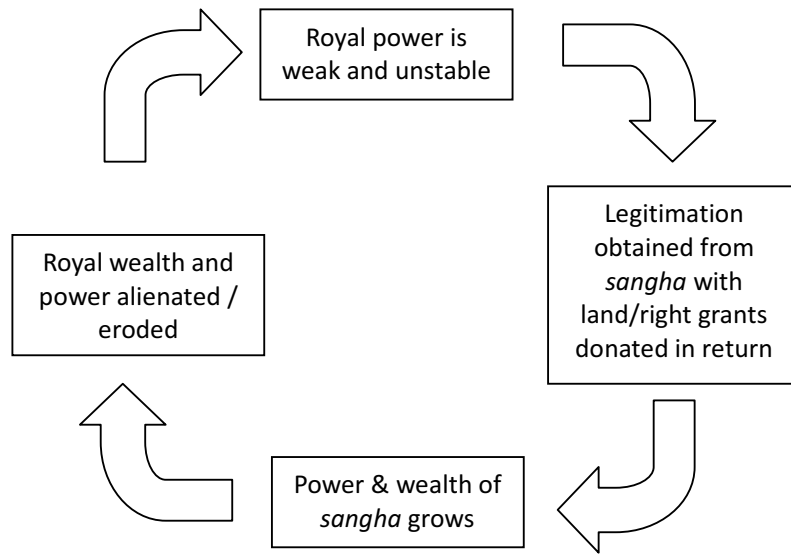 Royal power is
weak and unstable
Legitimation
obtained from
sangha with
land/right grants
donated in return
Power & wealth of
sangha grows
Royal wealth and
power alienated /
eroded